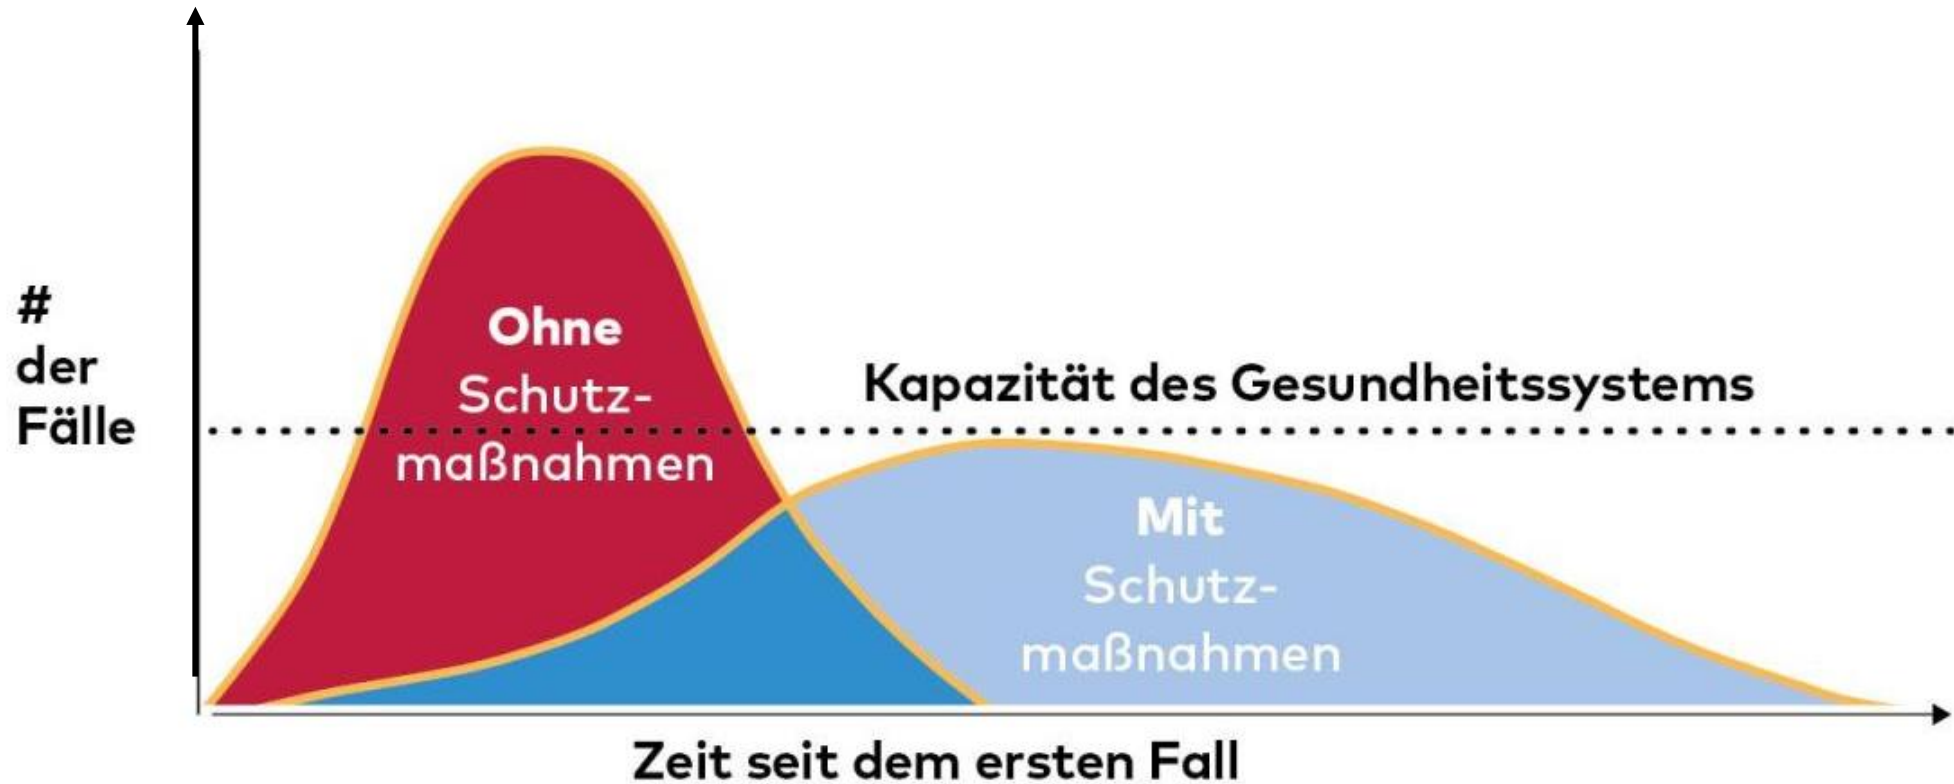 #
der
Fälle
Ohne
Schutz-
maßnahmen
Kapazität des Gesundheitssystems
Mit
Schutz-
maßnahmen
Zeit seit dem ersten Fall